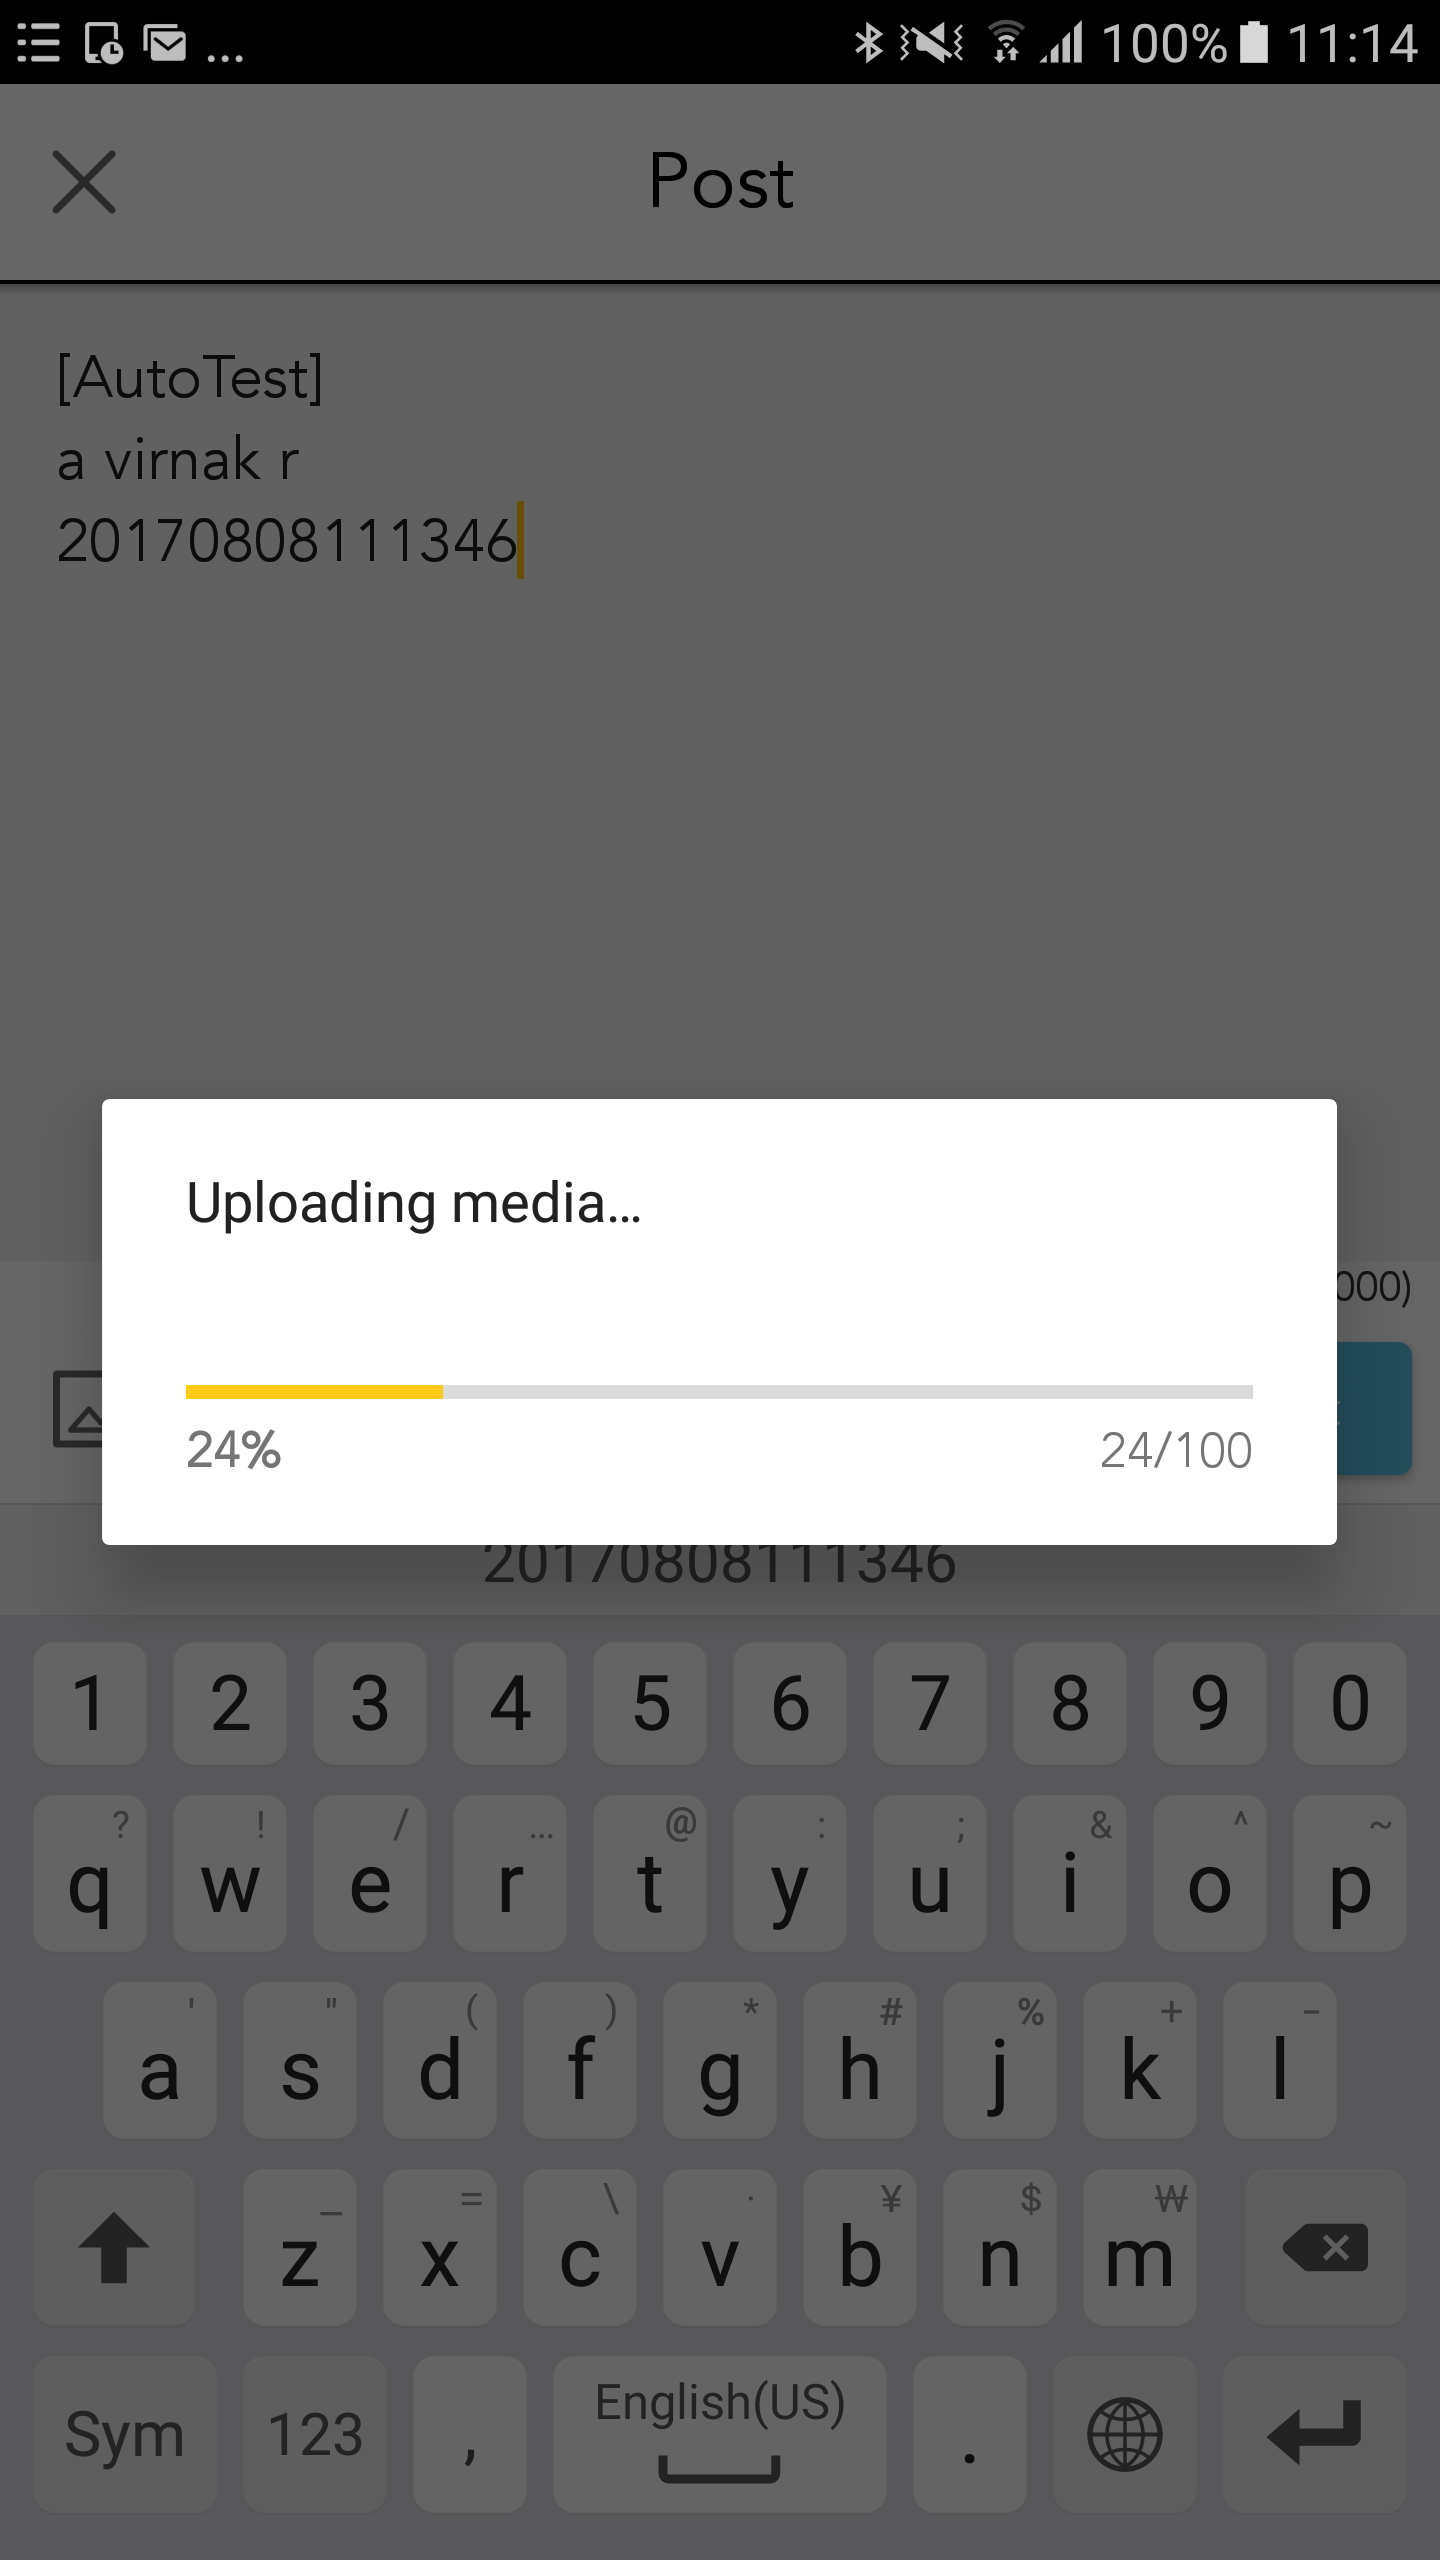 ... 100% 11:14
Post
[AutoTest]
a virnak r
20170808111346
Uploading media...
000)
24% 24/100
20170808111346
1 2 3 4 5 6 7 8 9 0
? ! / ... @ : ; & ^ ~
q w e r t y u i o p
' " ( ) * # % + -
a s d f g h j k l
_ = \ · ¥ $ ₩
z x c v b n m
Sym 123 , English(US) .